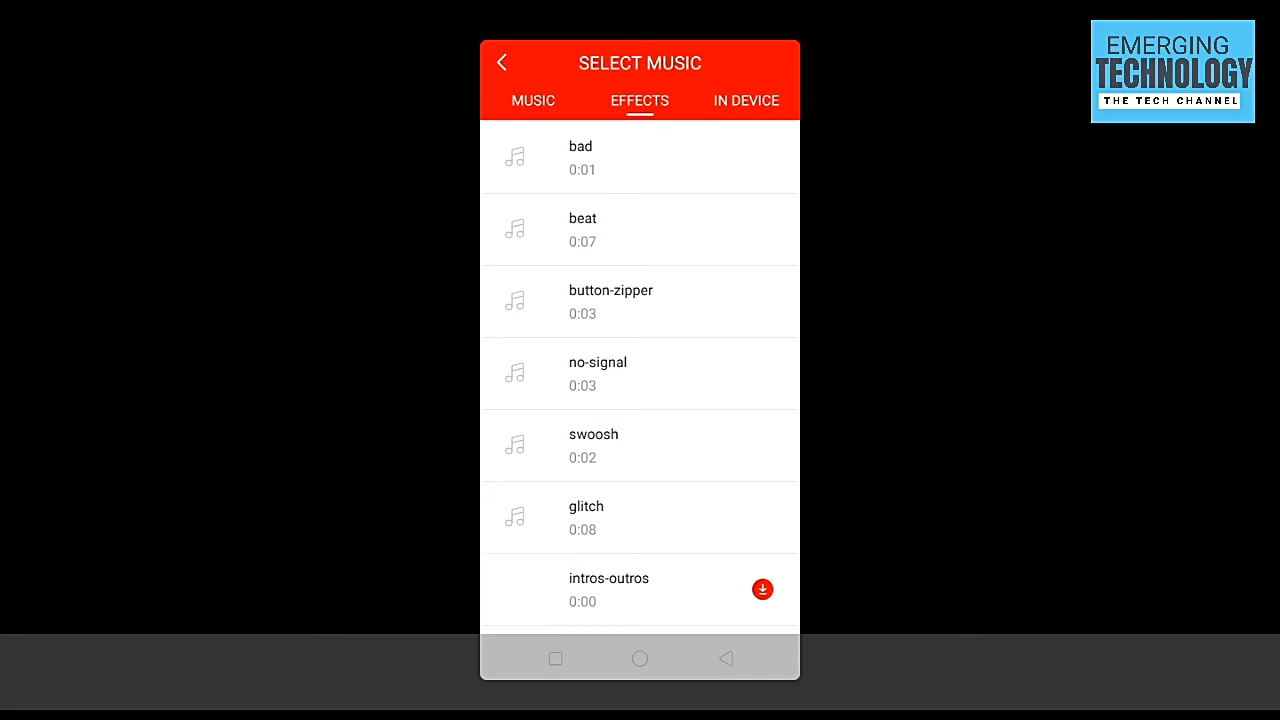 SELECT MUSIC
MUSIC EFFECTS IN DEVICE
bad
0:01
beat
0:07
button-zipper
0:03
no-signal
0:03
swoosh
0:02
glitch
0:08
intros-outros
0:00
EMERGING
TECHNOLOGY
THE TECH CHANNEL